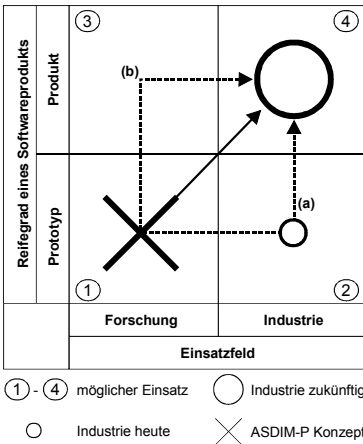 3
4
(b)
(a)
Reifegrad eines Softwareprodukts
Produkt
Prototyp
1
2
Forschung
Industrie
Einsatzfeld
1 - 4 möglicher Einsatz
Industrie zukünftig
Industrie heute
ASDIM-P Konzept